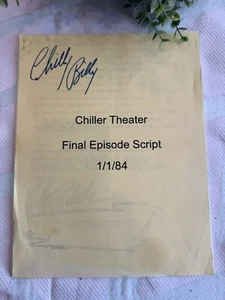 Chilly Billy
Chiller Theater
Final Episode Script
1/1/84